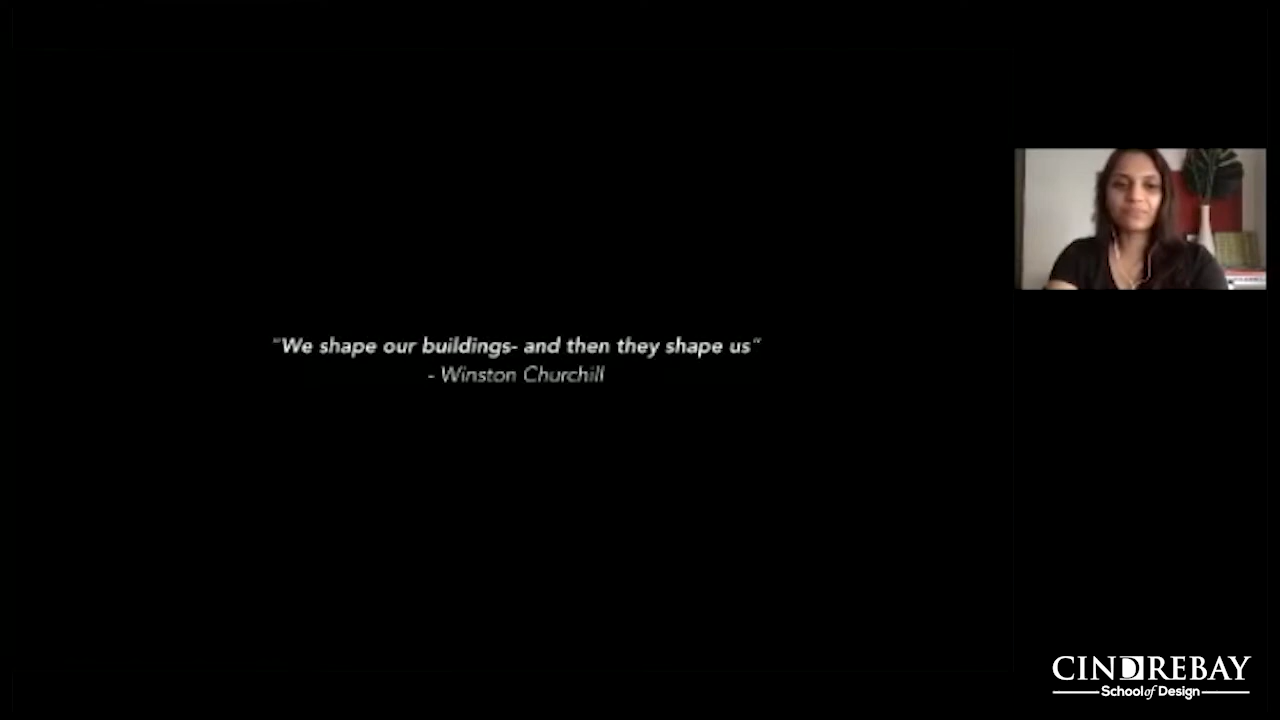 "We shape our buildings- and then they shape us"
- Winston Churchill
CINDREBAY
School of Design